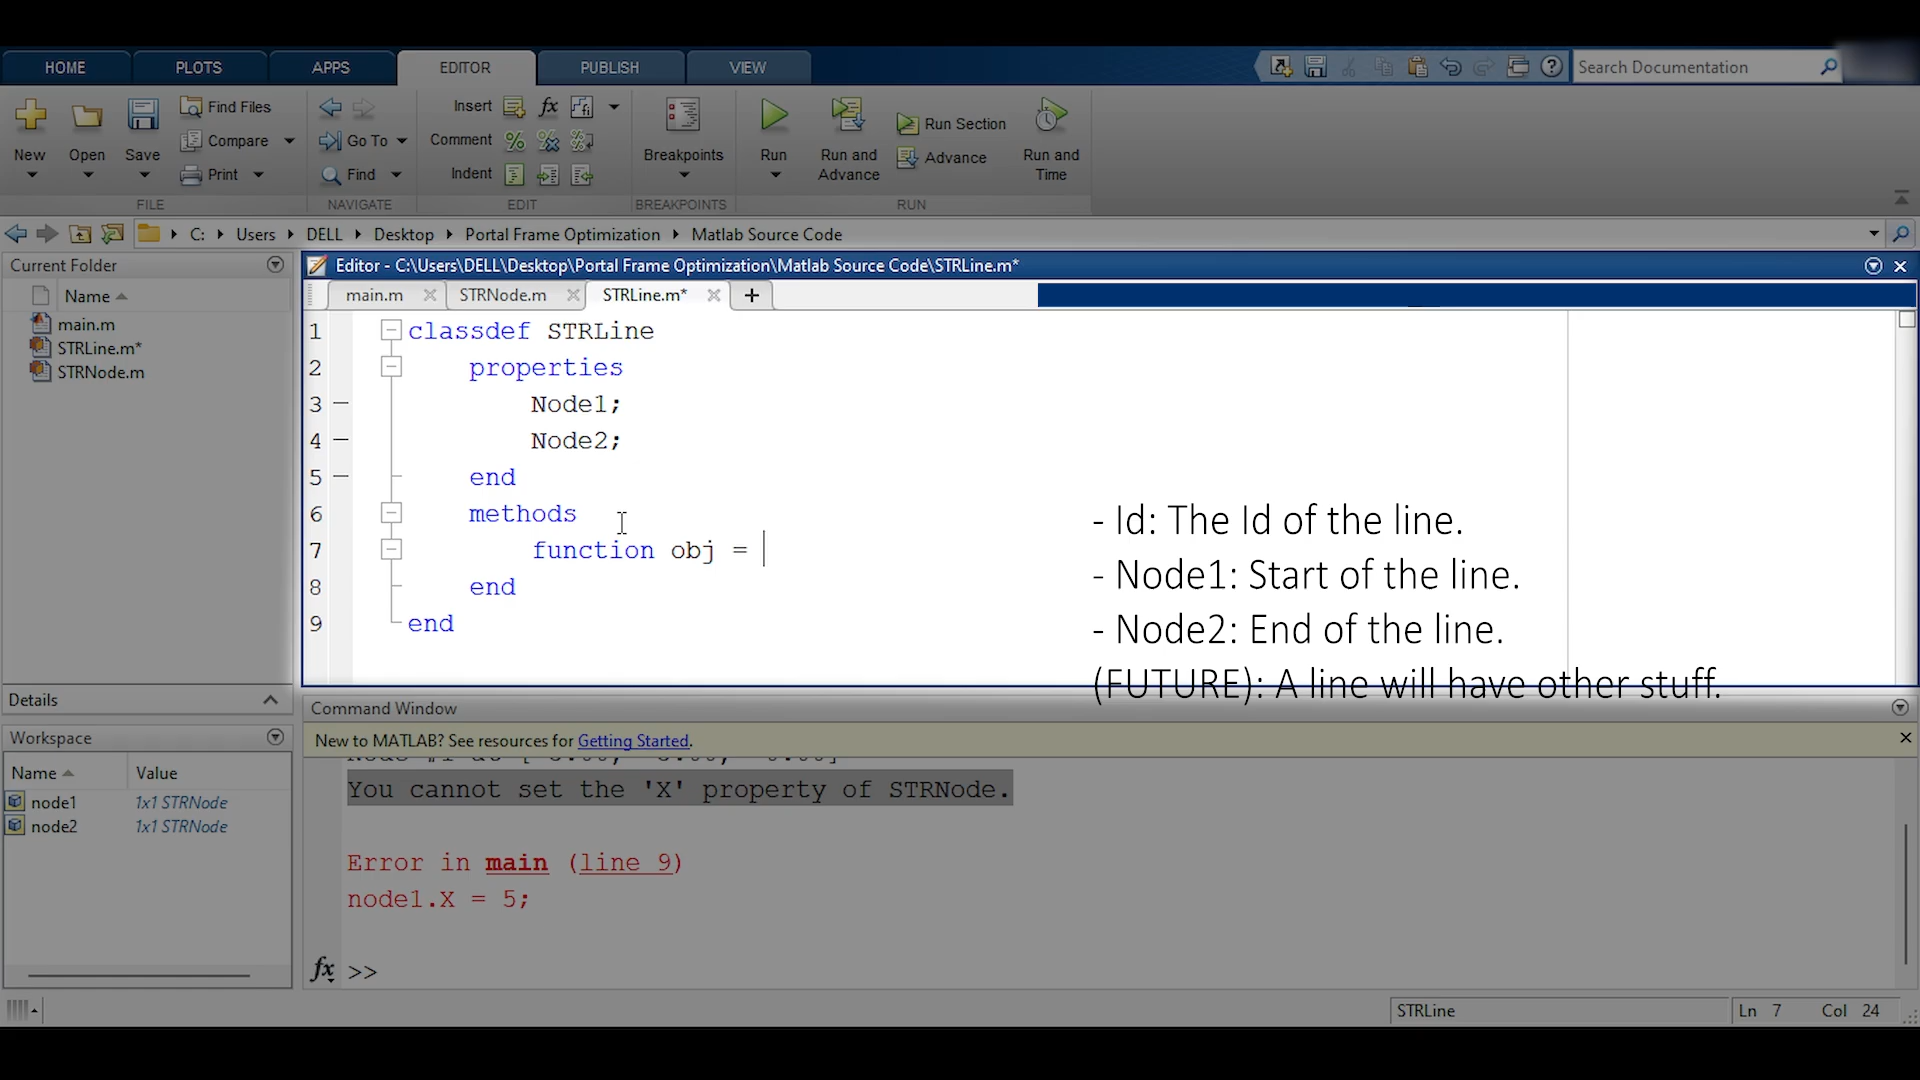 HOME PLOTS APPS EDITOR PUBLISH VIEW Search Documentation
New Open Save Find Files Compare Print Go To Find Insert fx Comment Indent Breakpoints Run Run and Advance Run Section Advance Run and Time
FILE NAVIGATE EDIT BREAKPOINTS RUN
C: Users DELL Desktop Portal Frame Optimization Matlab Source Code
Current Folder
Name
main.m
STRLine.m*
STRNode.m
Details
Workspace
Name Value
node1 1x1 STRNode
node2 1x1 STRNode
Editor - C:\Users\DELL\Desktop\Portal Frame Optimization\Matlab Source Code\STRLine.m*
main.m STRNode.m STRLine.m* +
1 classdef STRLine
2 properties
3 Node1;
4 Node2;
5 end
6 methods
7 function obj =
8 end
9 end
- Id: The Id of the line.
- Node1: Start of the line.
- Node2: End of the line.
(FUTURE): A line will have other stuff.
Command Window
New to MATLAB? See resources for Getting Started.
You cannot set the 'X' property of STRNode.
Error in main (line 9)
node1.X = 5;
fx >>
STRLine Ln 7 Col 24